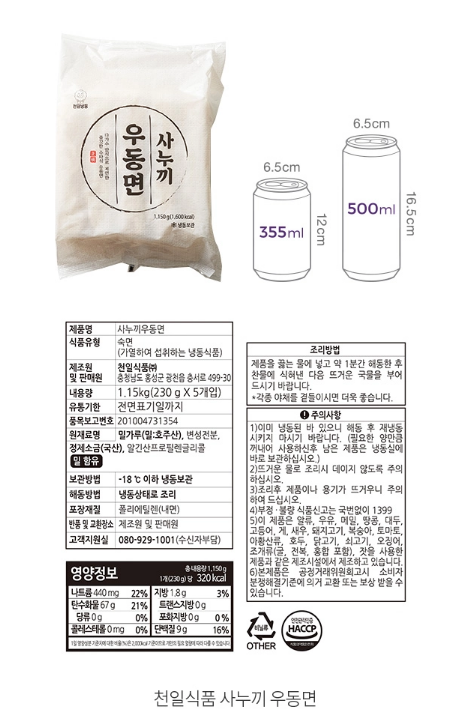 천일식품
사누끼
우동면
1,150 g(1,600 kcal)
냉동보관
6.5cm
6.5cm
355ml
12cm
500ml
16.5cm
제품명 사누끼우동면
식품유형 숙면
(가열하여 섭취하는 냉동식품)
제조원 및 판매원 천일식품㈜
충청남도 홍성군 광천읍 충서로 499-30
내용량 1.15kg(230 g X 5개입)
유통기한 전면표기일까지
품목보고번호 201004731354
원재료명 밀가루(밀:호주산), 변성전분,
정제소금(국산), 알긴산프로필렌글리콜
밀 함유
보관방법 -18 ℃ 이하 냉동보관
해동방법 냉동상태로 조리
포장재질 폴리에틸렌(내면)
반품 및 교환장소 제조원 및 판매원
고객지원실 080-929-1001(수신자부담)
조리방법
제품을 끓는 물에 넣고 약 1분간 해동한 후
찬물에 식혀낸 다음 뜨거운 국물을 부어
드시기 바랍니다.
*각종 야채를 곁들이시면 더욱 좋습니다.
주의사항
1)이미 냉동된 바 있으니 해동 후 재냉동
시키지 마시기 바랍니다. (필요한 양만큼
꺼내어 사용하신후 남은 제품은 냉동실에
바로 보관하십시오.)
2)뜨거운 물로 조리시 데이지 않도록 주의
하십시오.
3)조리후 제품이나 용기가 뜨거우니 주의
하여 드십시오.
4)부정·불량 식품신고는 국번없이 1399
5)이 제품은 알류, 우유, 메밀, 땅콩, 대두,
고등어, 게, 새우, 돼지고기, 복숭아, 토마토,
아황산류, 호두, 닭고기, 쇠고기, 오징어,
조개류(굴, 전복, 홍합 포함), 잣을 사용한
제품과 같은 제조시설에서 제조하고 있습니다.
6)본제품은 공정거래위원회고시 소비자
분쟁해결기준에 의거 교환 또는 보상 받을 수
있습니다.
영양정보
총 내용량 1,150 g
1개(230 g) 당 320 kcal
나트륨 440 mg 22% 지방 1.8 g 3%
탄수화물 67 g 21% 트랜스지방 0 g
당류 0 g 0% 포화지방 0 g 0 %
콜레스테롤 0 mg 0% 단백질 9 g 16%
비닐류
OTHER
HACCP
천일식품 사누끼 우동면